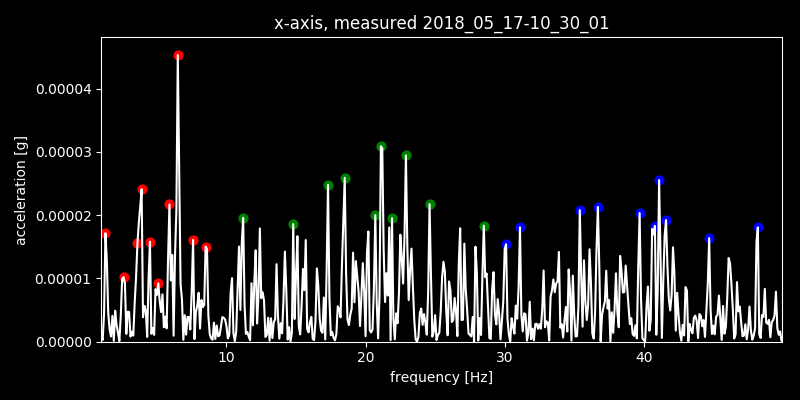 x-axis, measured 2018_05_17-10_30_01
acceleration [g]
0.00004
0.00003
0.00002
0.00001
0.00000
10 20 30 40
frequency [Hz]